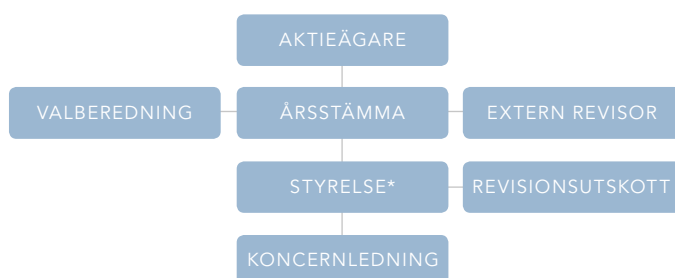 AKTIEÄGARE
VALBEREDNING
ÅRSSTÄMMA
EXTERN REVISOR
STYRELSE*
REVISIONSUTSKOTT
KONCERNLEDNING